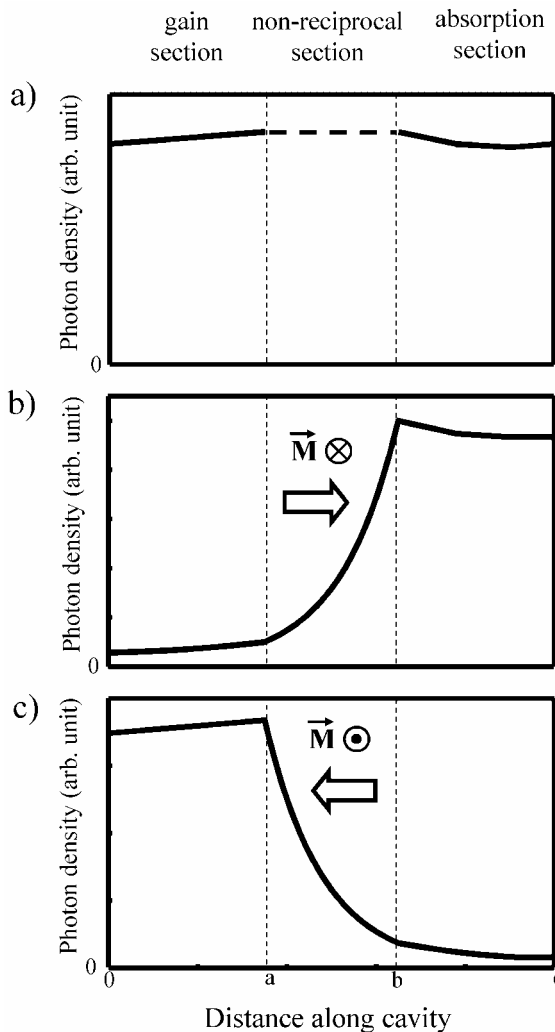 gain section
non-reciprocal section
absorption section
a)
Photon density (arb. unit)
0
b)
M
Photon density (arb. unit)
0
c)
M
Photon density (arb. unit)
0
0 a b
Distance along cavity